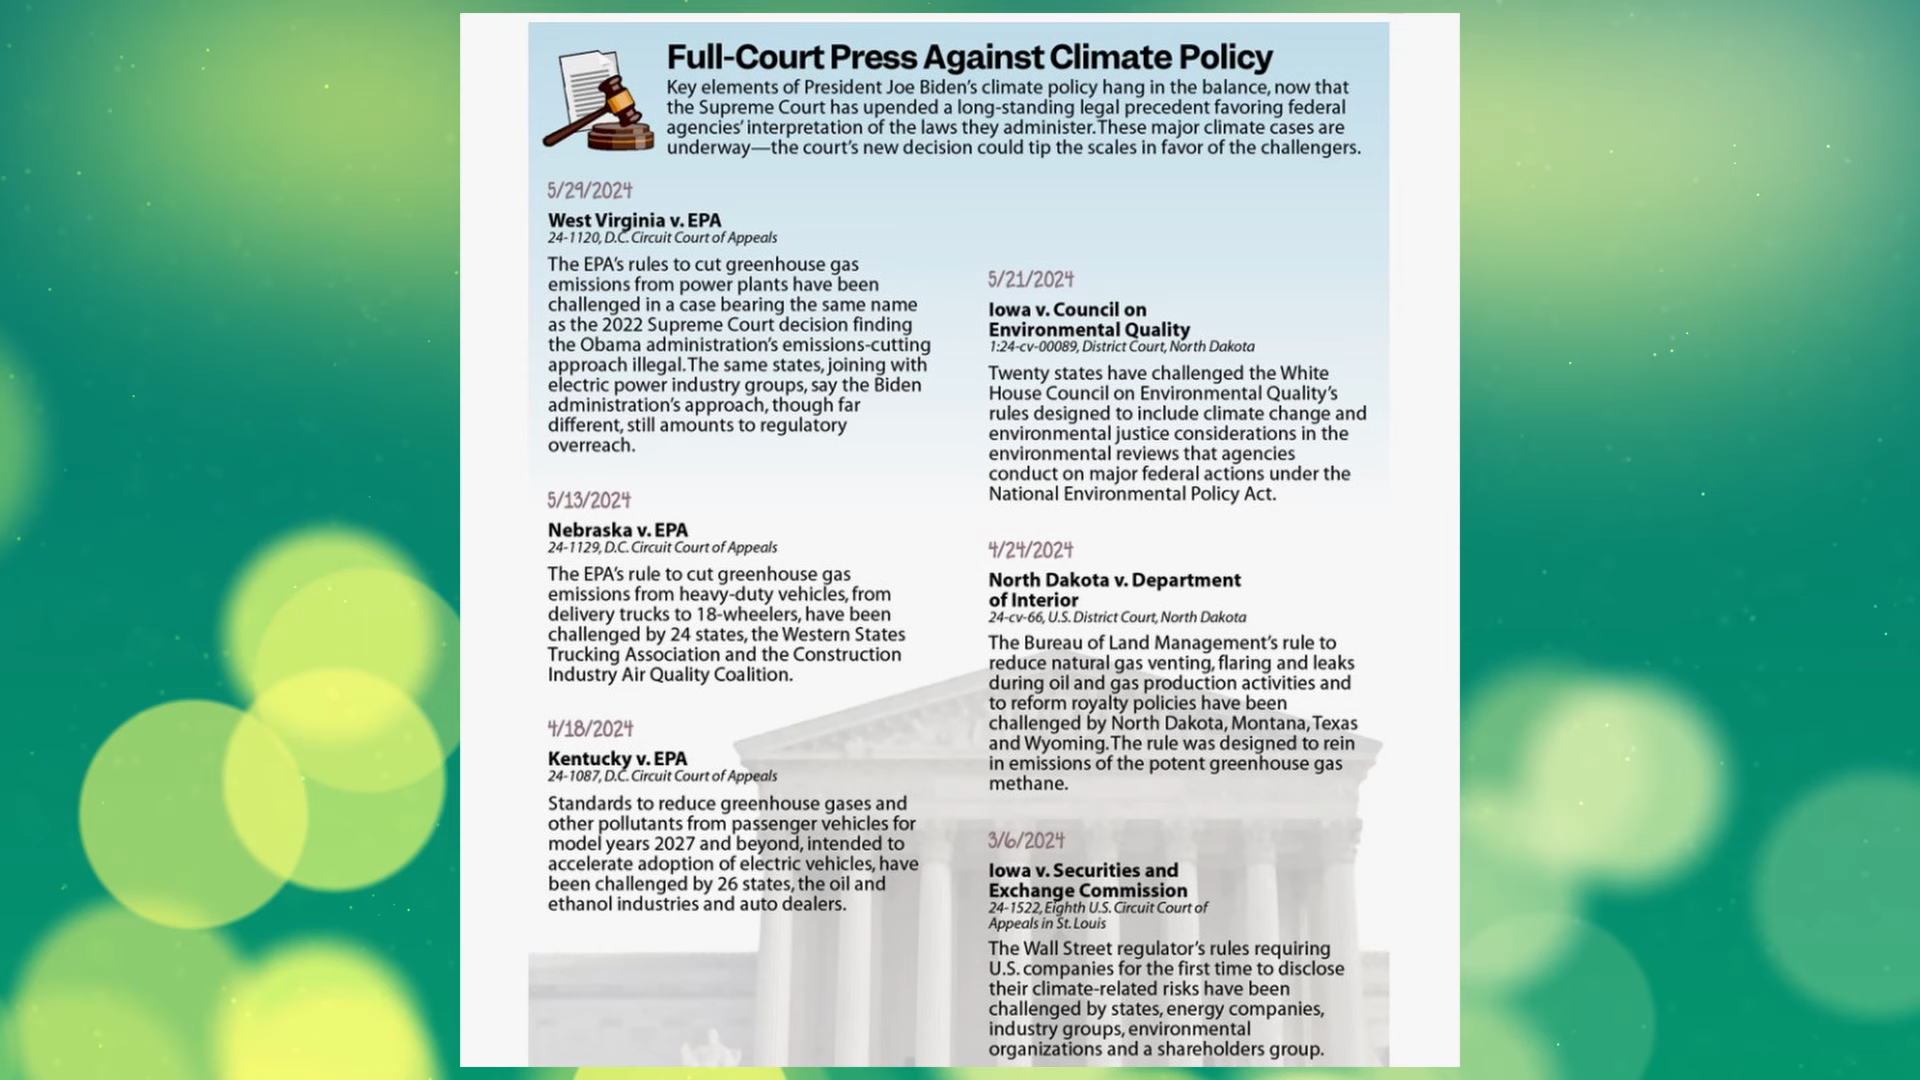 Full-Court Press Against Climate Policy
Key elements of President Joe Biden's climate policy hang in the balance, now that
the Supreme Court has upended a long-standing legal precedent favoring federal
agencies' interpretation of the laws they administer. These major climate cases are
underway—the court's new decision could tip the scales in favor of the challengers.
5/29/2024
West Virginia v. EPA
24-1120, D.C. Circuit Court of Appeals
The EPA's rules to cut greenhouse gas
emissions from power plants have been
challenged in a case bearing the same name
as the 2022 Supreme Court decision finding
the Obama administration's emissions-cutting
approach illegal. The same states, joining with
electric power industry groups, say the Biden
administration's approach, though far
different, still amounts to regulatory
overreach.
5/13/2024
Nebraska v. EPA
24-1129, D.C. Circuit Court of Appeals
The EPA's rule to cut greenhouse gas
emissions from heavy-duty vehicles, from
delivery trucks to 18-wheelers, have been
challenged by 24 states, the Western States
Trucking Association and the Construction
Industry Air Quality Coalition.
4/18/2024
Kentucky v. EPA
24-1087, D.C. Circuit Court of Appeals
Standards to reduce greenhouse gases and
other pollutants from passenger vehicles for
model years 2027 and beyond, intended to
accelerate adoption of electric vehicles, have
been challenged by 26 states, the oil and
ethanol industries and auto dealers.
5/21/2024
Iowa v. Council on
Environmental Quality
1:24-cv-00089, District Court, North Dakota
Twenty states have challenged the White
House Council on Environmental Quality's
rules designed to include climate change and
environmental justice considerations in the
environmental reviews that agencies
conduct on major federal actions under the
National Environmental Policy Act.
4/24/2024
North Dakota v. Department
of Interior
24-cv-66, U.S. District Court, North Dakota
The Bureau of Land Management's rule to
reduce natural gas venting, flaring and leaks
during oil and gas production activities and
to reform royalty policies have been
challenged by North Dakota, Montana, Texas
and Wyoming. The rule was designed to rein
in emissions of the potent greenhouse gas
methane.
3/6/2024
Iowa v. Securities and
Exchange Commission
24-1522, Eighth U.S. Circuit Court of
Appeals in St. Louis
The Wall Street regulator's rules requiring
U.S. companies for the first time to disclose
their climate-related risks have been
challenged by states, energy companies,
industry groups, environmental
organizations and a shareholders group.